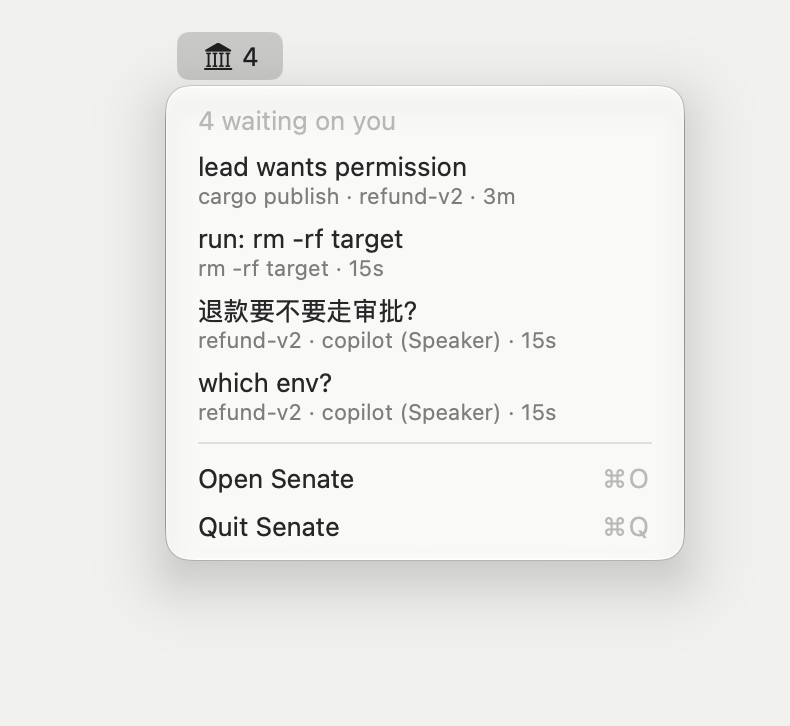 4
4 waiting on you
lead wants permission
cargo publish · refund-v2 · 3m
run: rm -rf target
rm -rf target · 15s
退款要不要走审批?
refund-v2 · copilot (Speaker) · 15s
which env?
refund-v2 · copilot (Speaker) · 15s
Open Senate ⌘O
Quit Senate ⌘Q